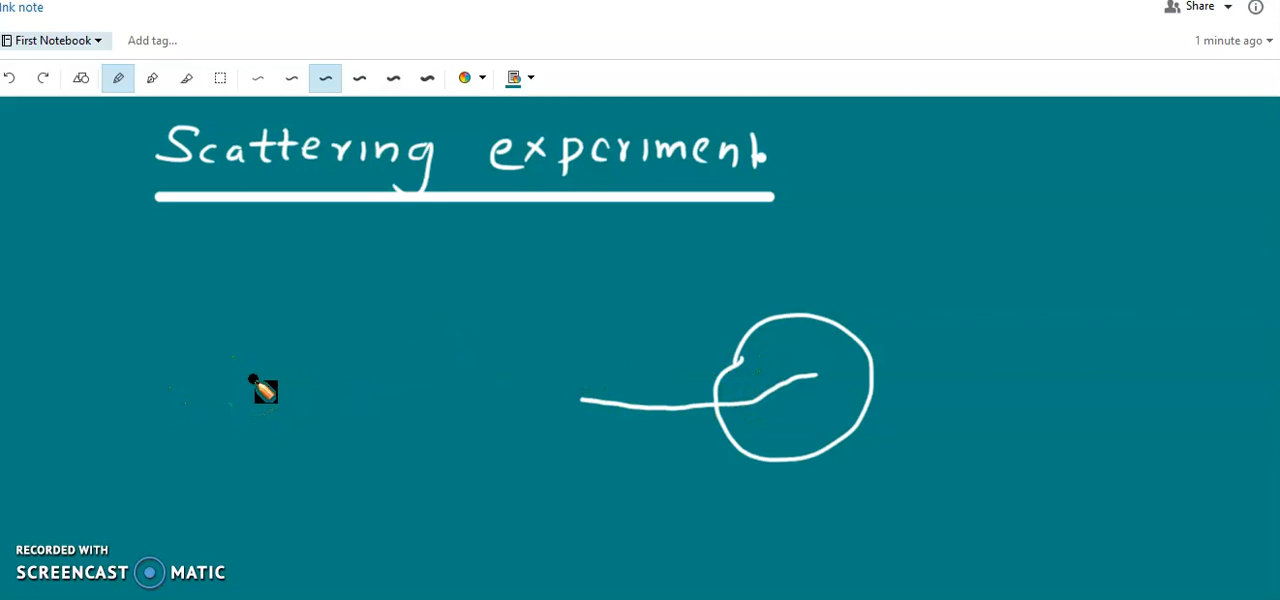 Ink note
Share
First Notebook
Add tag...
1 minute ago
Scattering experiment
RECORDED WITH
SCREENCAST MATIC